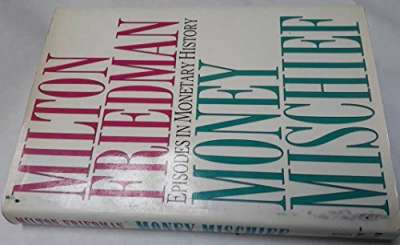 MILTON
FRIEDMAN
EPISODES IN MONETARY HISTORY
MONEY
MISCHIEF
MILTON FRIEDMAN MONEY MISCHIEF